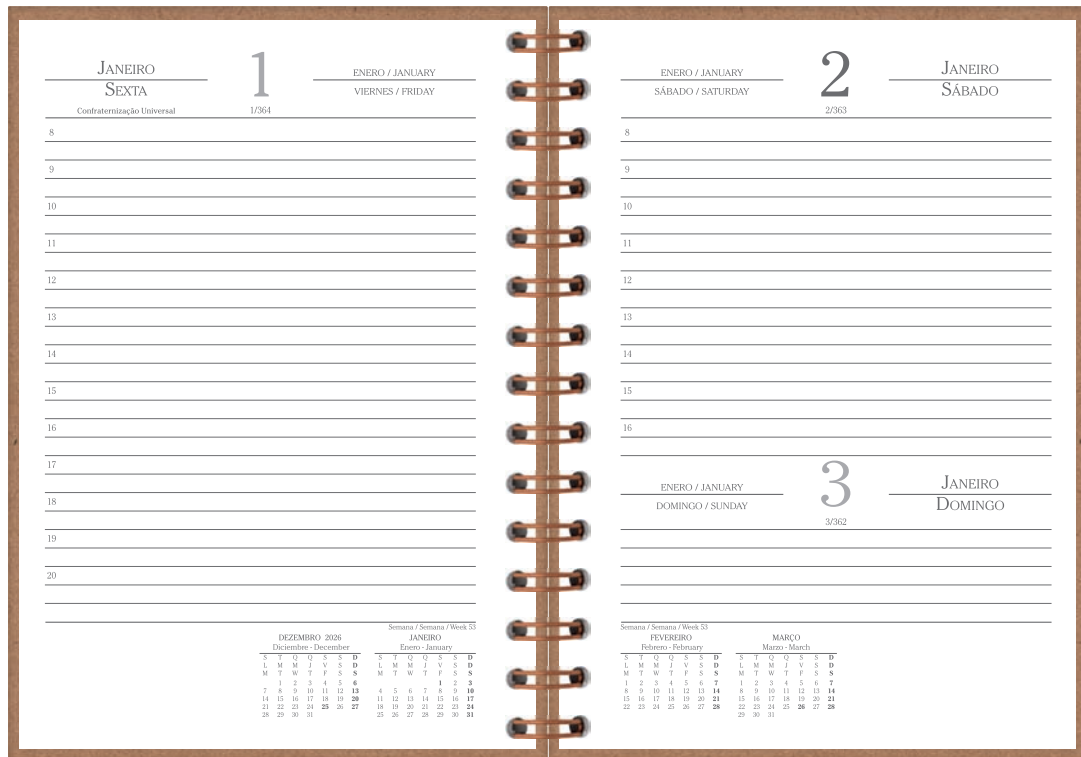 JANEIRO
SEXTA
Confraternização Universal
1
1/364
ENERO / JANUARY
VIERNES / FRIDAY
8
9
10
11
12
13
14
15
16
17
18
19
20
Semana / Semana / Week 53
DEZEMBRO 2026
Diciembre - December
S T Q Q S S D
L M M J V S D
M T W T F S S
1 2 3 4 5 6
7 8 9 10 11 12 13
14 15 16 17 18 19 20
21 22 23 24 25 26 27
28 29 30 31
JANEIRO
Enero - January
S T Q Q S S D
L M M J V S D
M T W T F S S
1 2 3
4 5 6 7 8 9 10
11 12 13 14 15 16 17
18 19 20 21 22 23 24
25 26 27 28 29 30 31
ENERO / JANUARY
SÁBADO / SATURDAY
2
2/363
JANEIRO
SÁBADO
8
9
10
11
12
13
14
15
16
ENERO / JANUARY
DOMINGO / SUNDAY
3
3/362
JANEIRO
DOMINGO
Semana / Semana / Week 53
FEVEREIRO
Febrero - February
S T Q Q S S D
L M M J V S D
M T W T F S S
1 2 3 4 5 6 7
8 9 10 11 12 13 14
15 16 17 18 19 20 21
22 23 24 25 26 27 28
MARÇO
Marzo - March
S T Q Q S S D
L M M J V S D
M T W T F S S
1 2 3 4 5 6 7
8 9 10 11 12 13 14
15 16 17 18 19 20 21
22 23 24 25 26 27 28
29 30 31